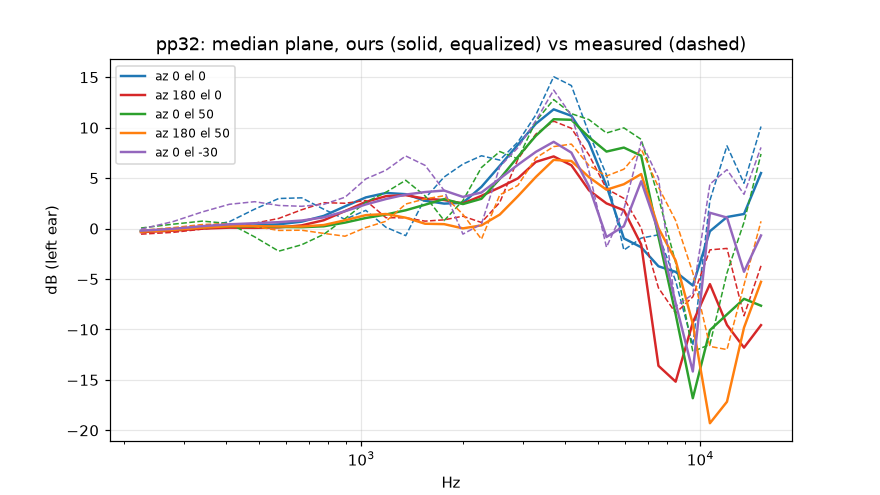 pp32: median plane, ours (solid, equalized) vs measured (dashed)
az 0 el 0
az 180 el 0
az 0 el 50
az 180 el 50
az 0 el -30
15
10
5
0
−5
−10
−15
−20
dB (left ear)
10³
10⁴
Hz